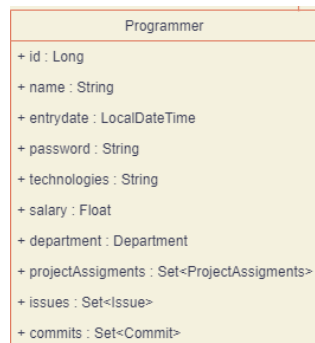 Programmer
+ id : Long
+ name : String
+ entrydate : LocalDateTime
+ password : String
+ technologies : String
+ salary : Float
+ department : Department
+ projectAssigments : Set<ProjectAssigments>
+ issues : Set<Issue>
+ commits : Set<Commit>